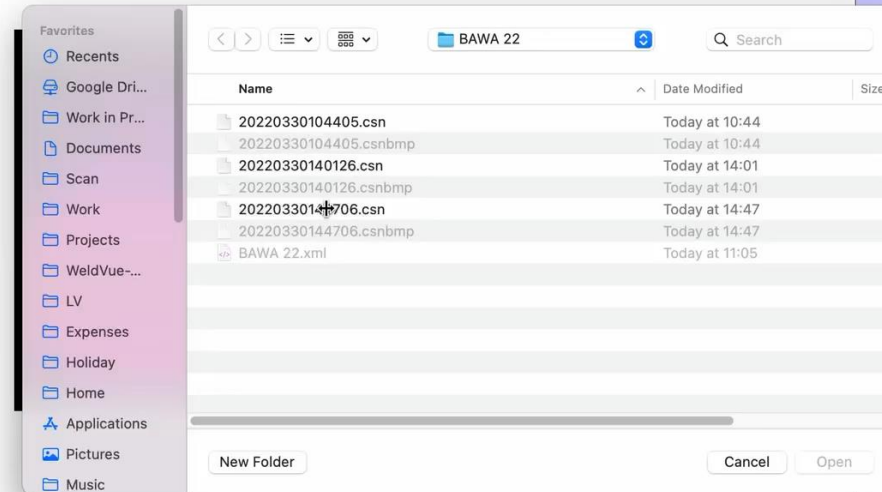 Favorites
Recents
Google Dri...
Work in Pr...
Documents
Scan
Work
Projects
WeldVue-...
LV
Expenses
Holiday
Home
Applications
Pictures
Music
BAWA 22
Search
Name Date Modified Size
20220330104405.csn Today at 10:44
20220330104405.csnbmp Today at 10:44
20220330140126.csn Today at 14:01
20220330140126.csnbmp Today at 14:01
20220330144706.csn Today at 14:47
20220330144706.csnbmp Today at 14:47
BAWA 22.xml Today at 11:05
New Folder Cancel Open